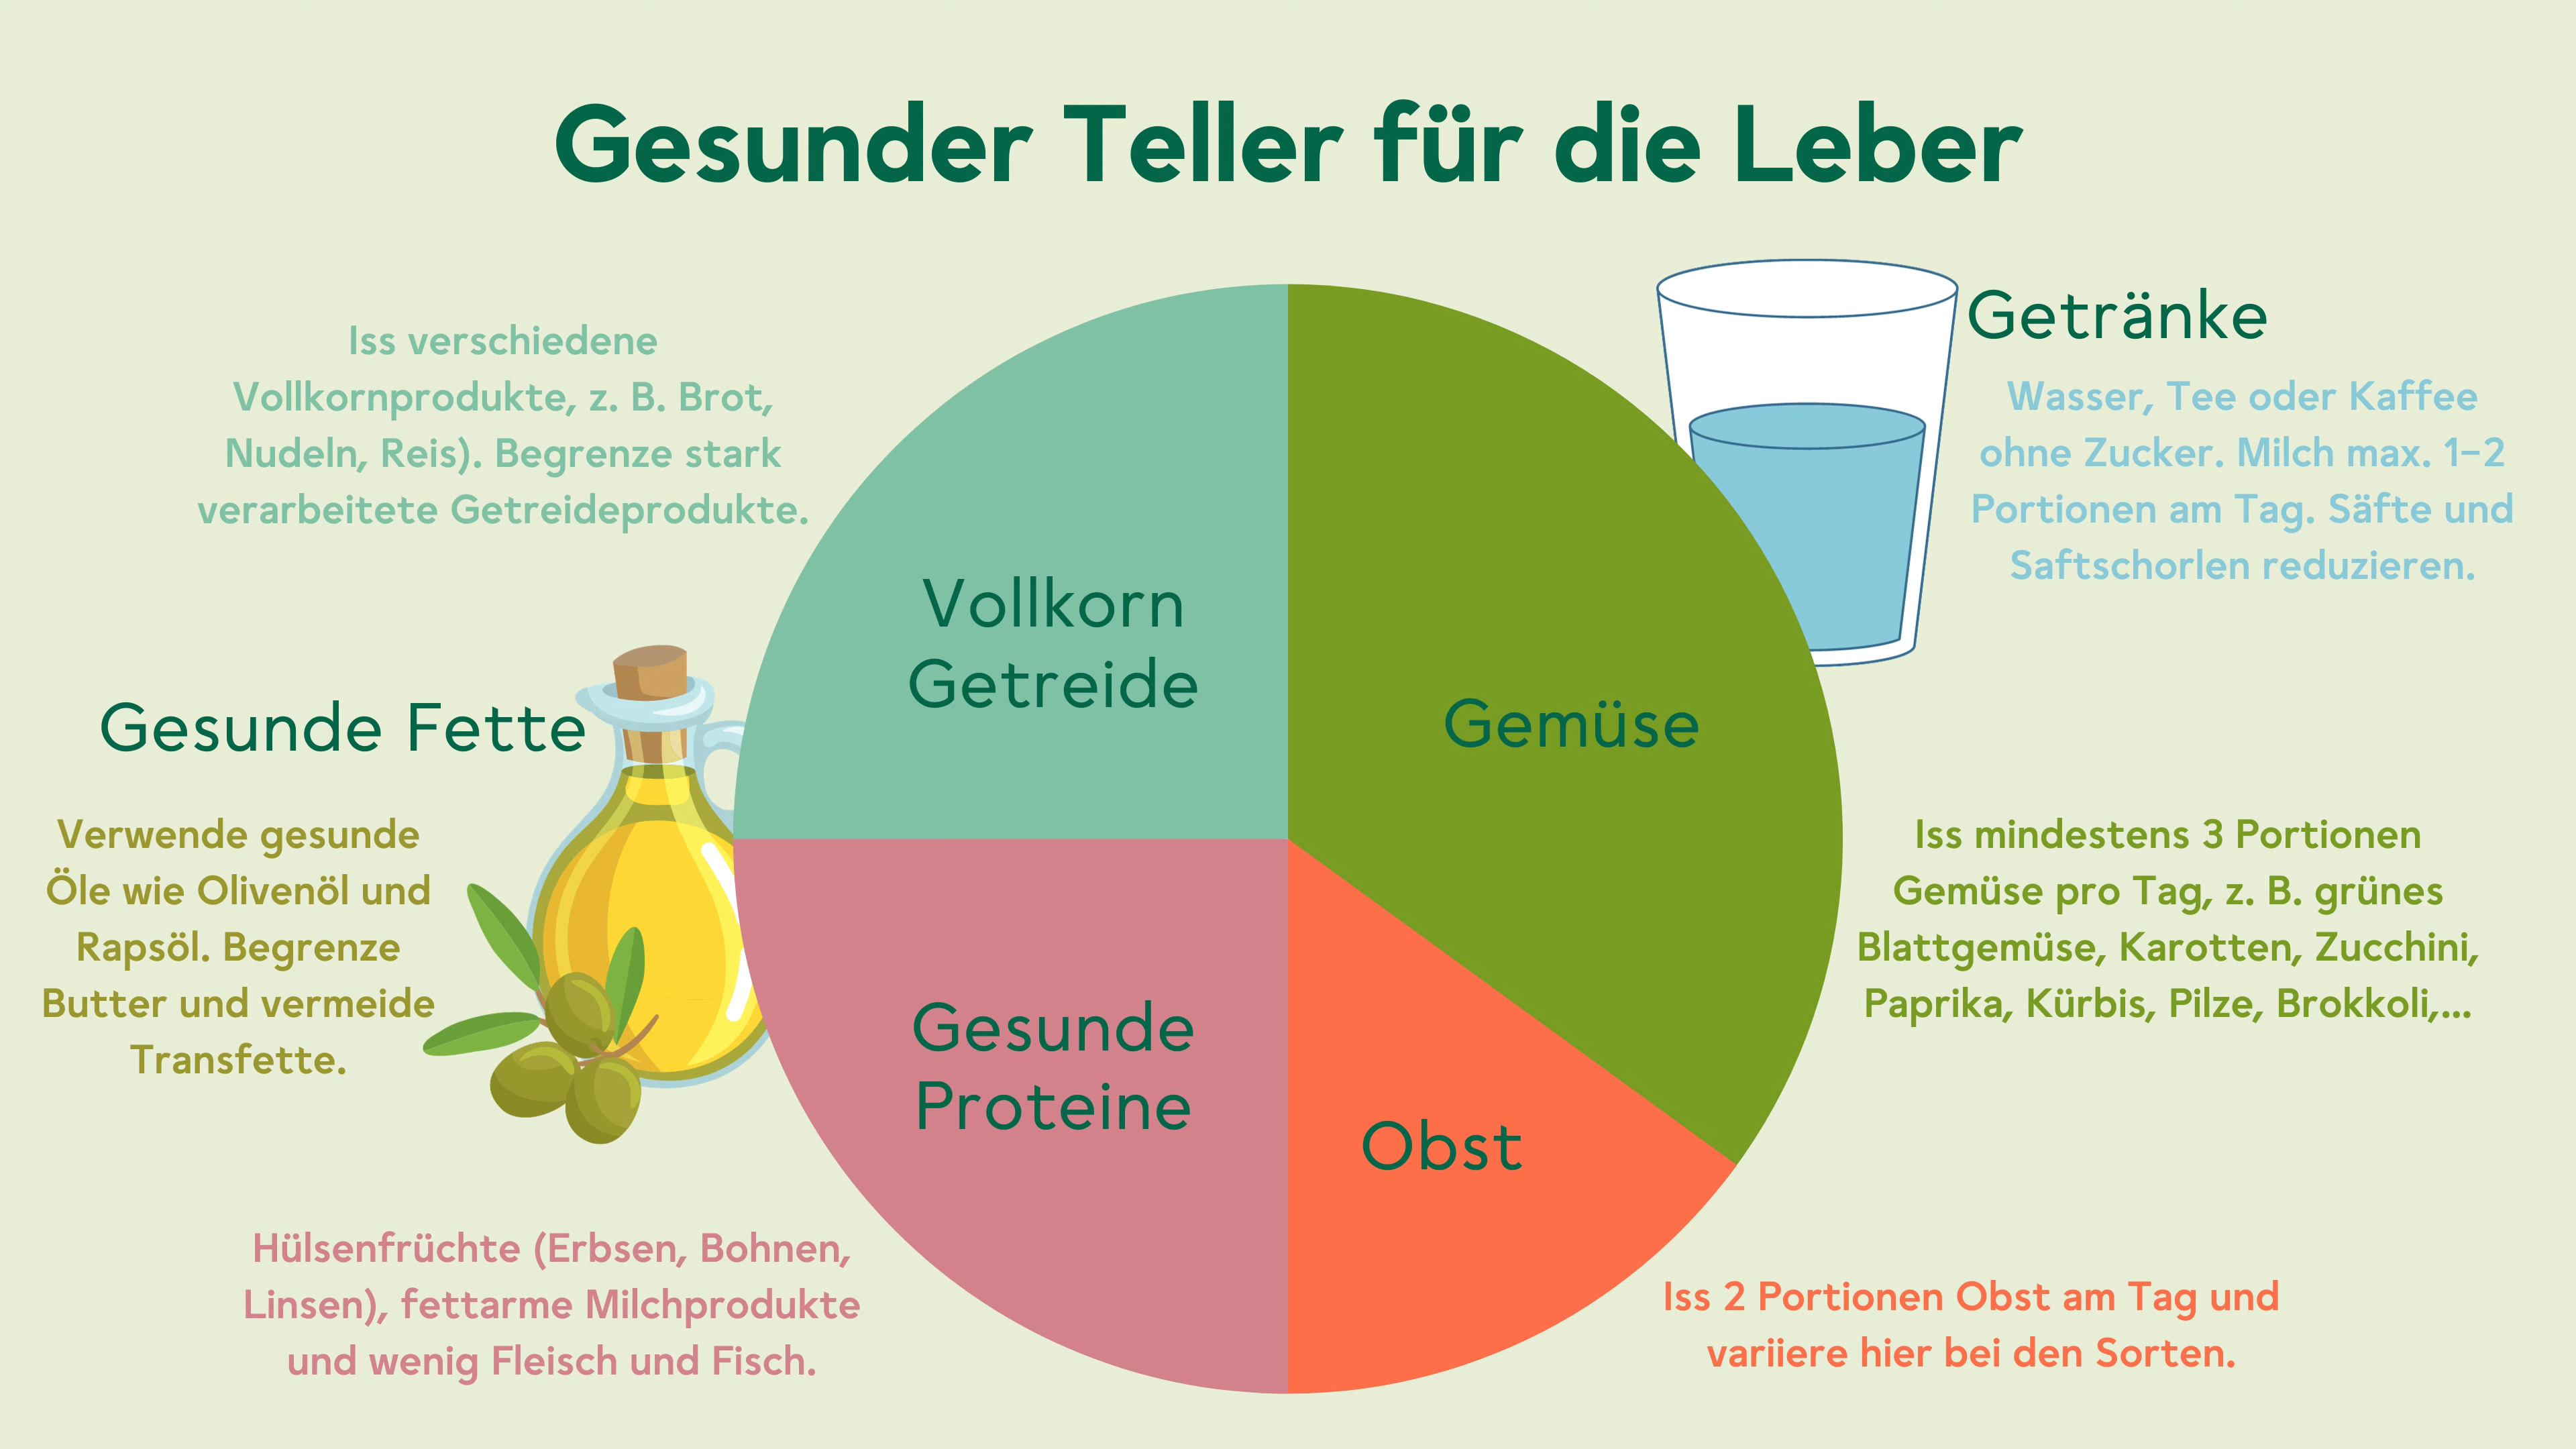 Gesunder Teller für die Leber
Iss verschiedene
Vollkornprodukte, z. B. Brot,
Nudeln, Reis). Begrenze stark
verarbeitete Getreideprodukte.
Getränke
Wasser, Tee oder Kaffee
ohne Zucker. Milch max. 1–2
Portionen am Tag. Säfte und
Saftschorlen reduzieren.
Vollkorn
Getreide
Gemüse
Gesunde Fette
Verwende gesunde
Öle wie Olivenöl und
Rapsöl. Begrenze
Butter und vermeide
Transfette.
Iss mindestens 3 Portionen
Gemüse pro Tag, z. B. grünes
Blattgemüse, Karotten, Zucchini,
Paprika, Kürbis, Pilze, Brokkoli,...
Gesunde
Proteine
Obst
Hülsenfrüchte (Erbsen, Bohnen,
Linsen), fettarme Milchprodukte
und wenig Fleisch und Fisch.
Iss 2 Portionen Obst am Tag und
variiere hier bei den Sorten.